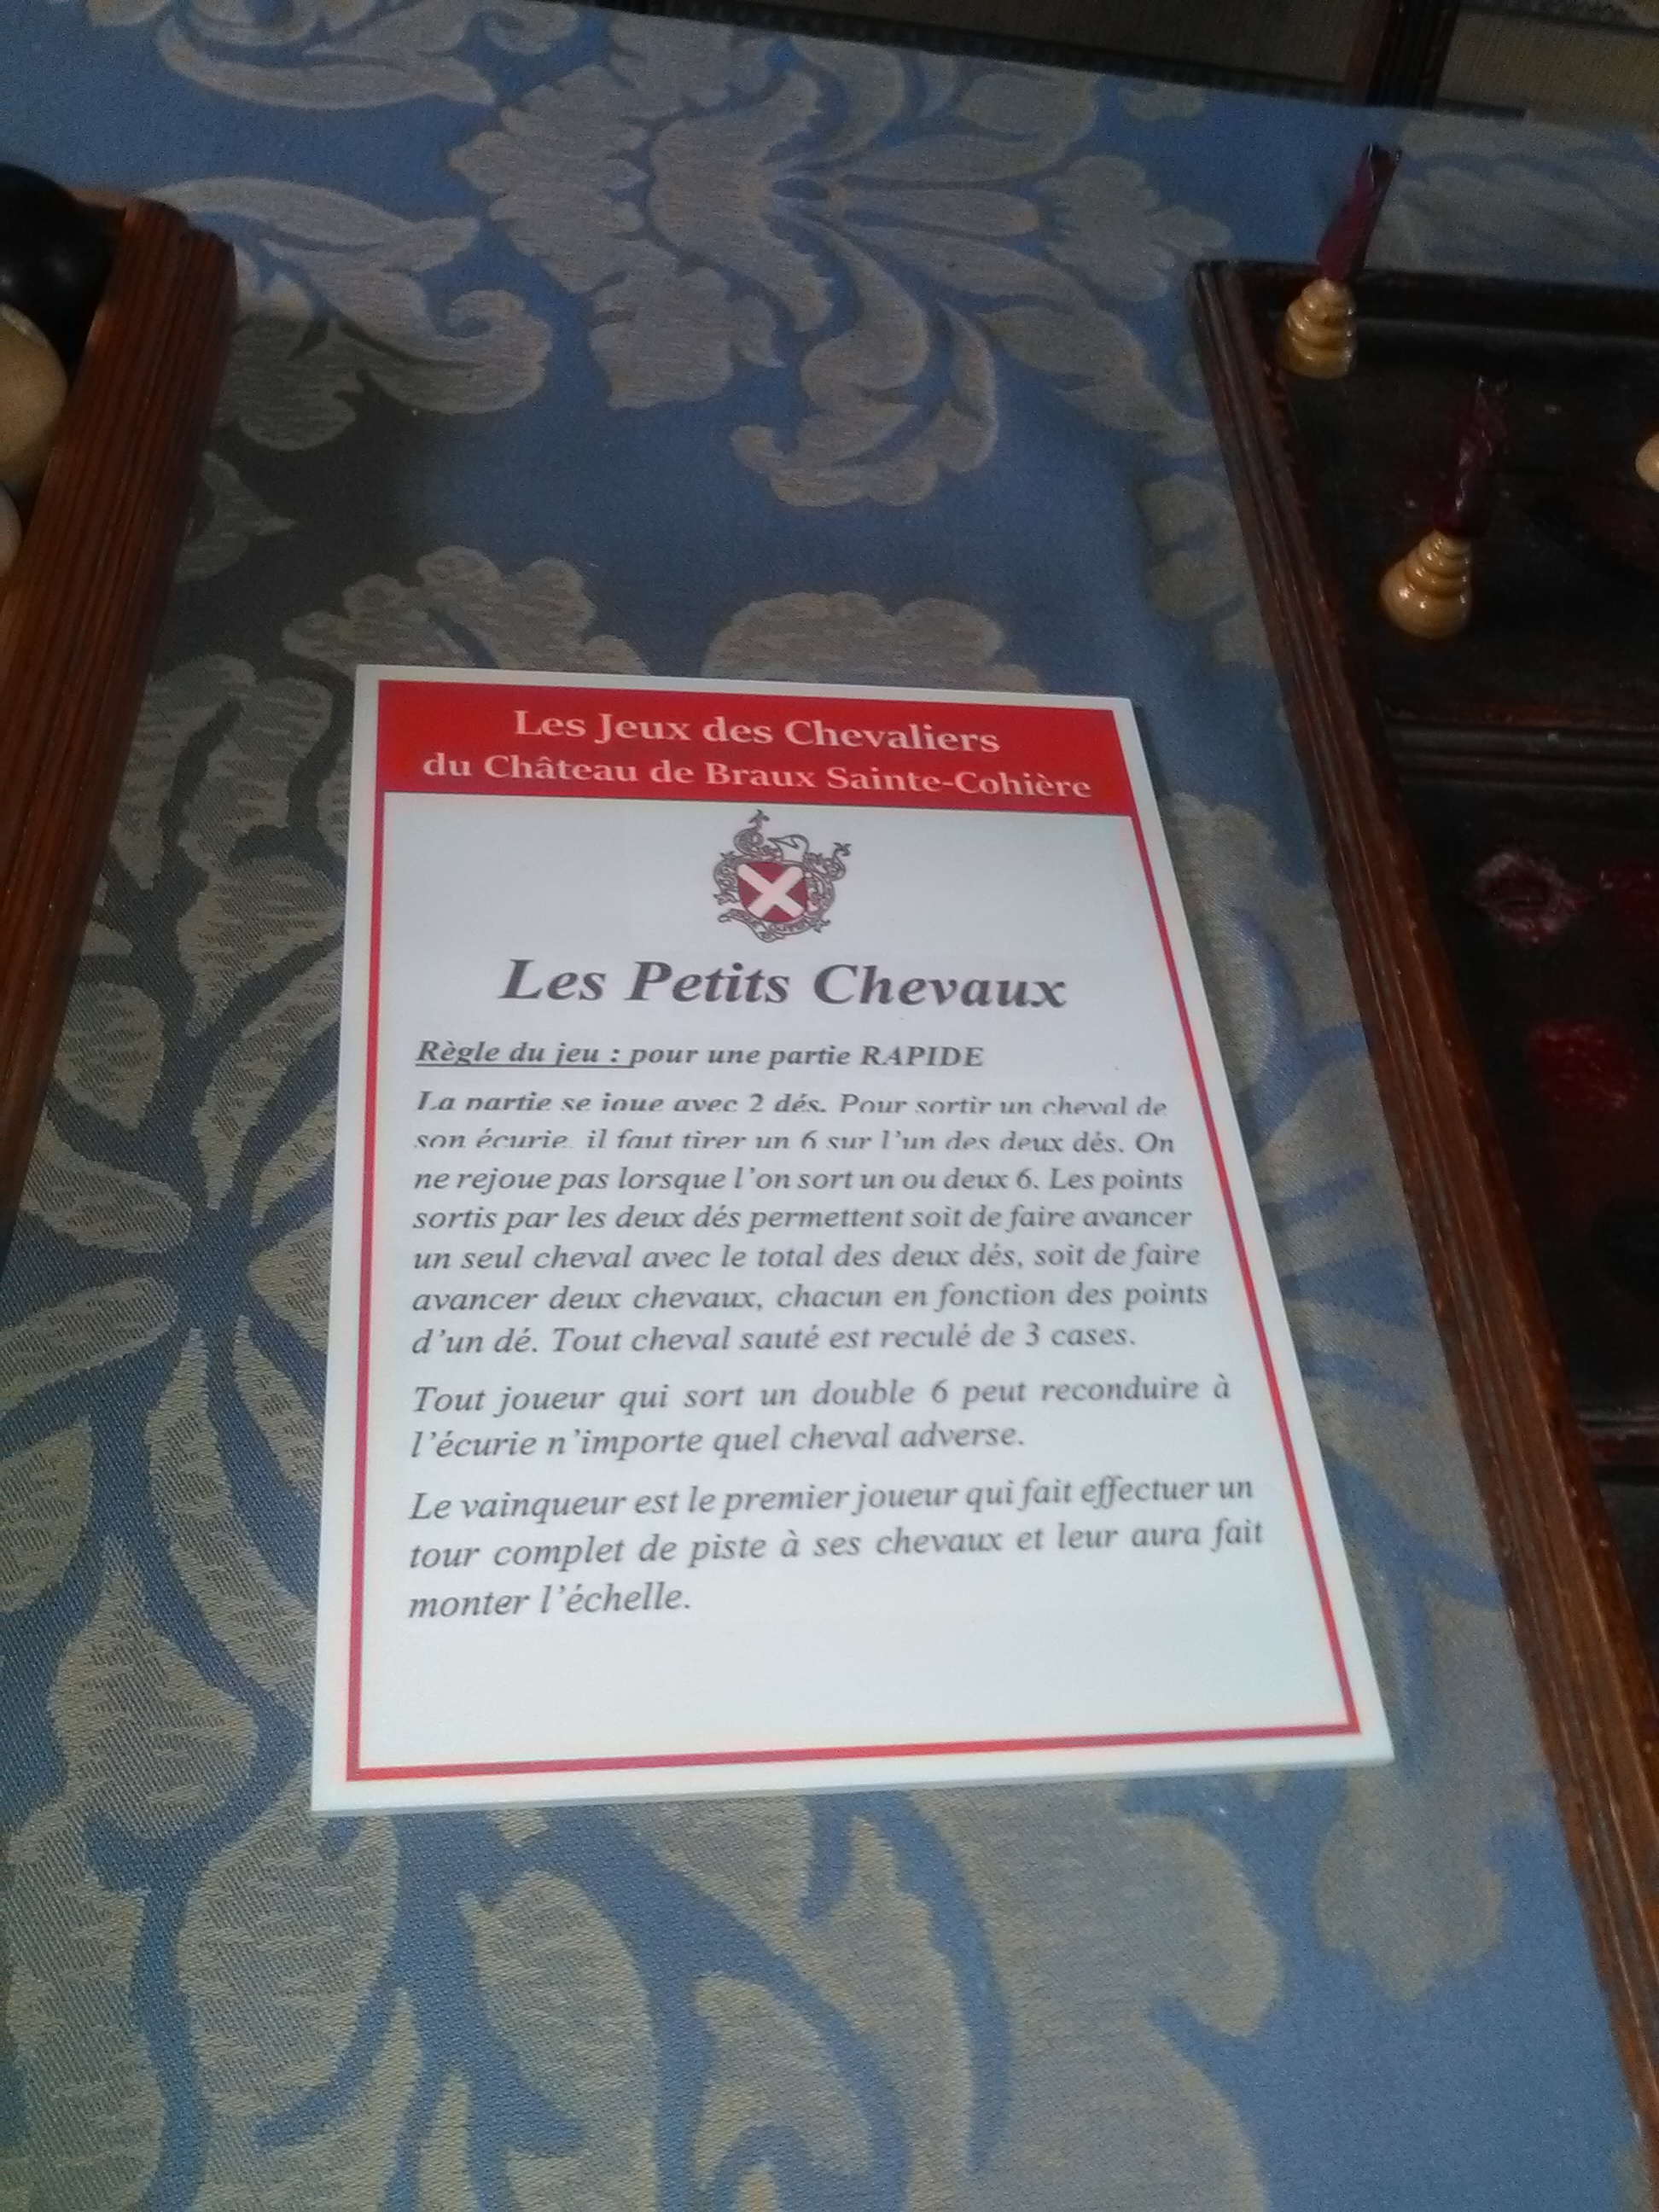 Les Jeux des Chevaliers
du Château de Braux Sainte-Cohière
Les Petits Chevaux
Règle du jeu : pour une partie RAPIDE
La partie se joue avec 2 dés. Pour sortir un cheval de
son écurie, il faut tirer un 6 sur l'un des deux dés. On
ne rejoue pas lorsque l'on sort un ou deux 6. Les points
sortis par les deux dés permettent soit de faire avancer
un seul cheval avec le total des deux dés, soit de faire
avancer deux chevaux, chacun en fonction des points
d'un dé. Tout cheval sauté est reculé de 3 cases.
Tout joueur qui sort un double 6 peut reconduire à
l'écurie n'importe quel cheval adverse.
Le vainqueur est le premier joueur qui fait effectuer un
tour complet de piste à ses chevaux et leur aura fait
monter l'échelle.